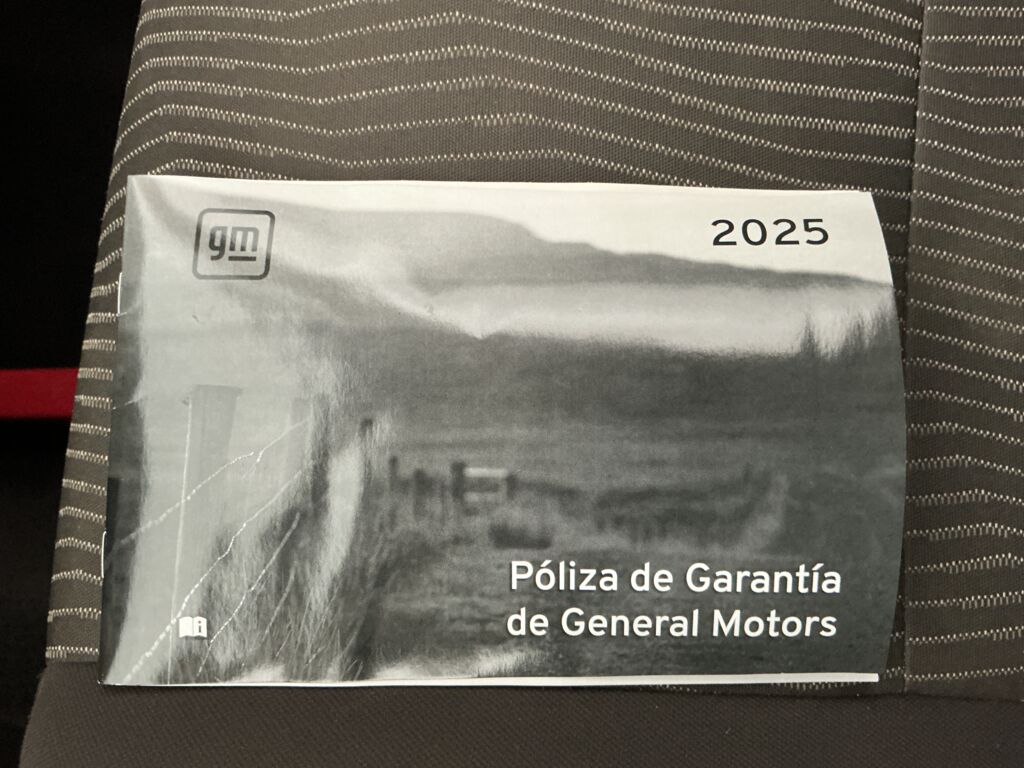 gm
2025
Póliza de Garantía
de General Motors